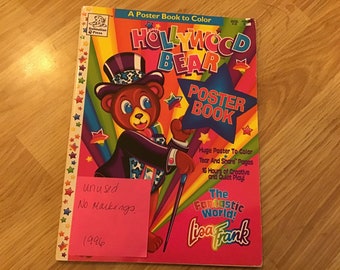 A Poster Book to Color
HOLLYWOOD
BEAR
POSTER
BOOK
Huge Poster To Color
Tear And Share Pages
16 Hours of Creative
and Quiet Play!
The
Fantastic
World!
Lisa Frank
unused
No Markings
1996